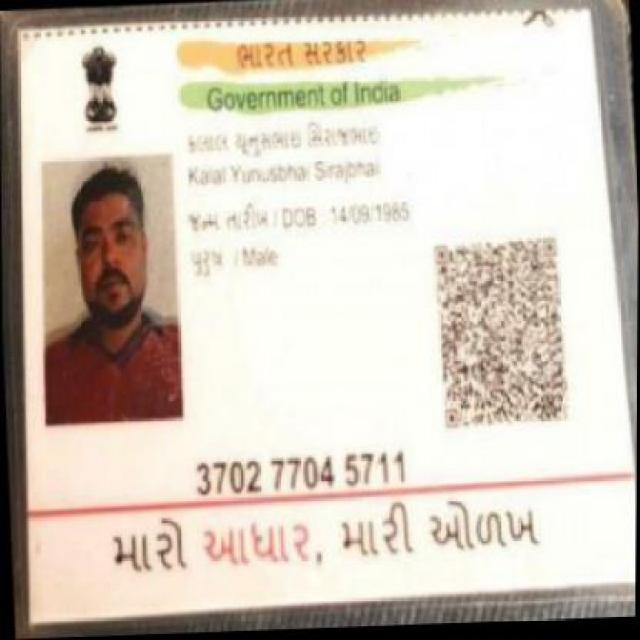 ભારત સરકાર
Government of India
કલાલ યુનુસભાઇ સિરાજભાઇ
Kalal Yunusbhai Sirajbhai
જન્મ તારીખ / DOB : 14/09/1985
પુરુષ / Male
3702 7704 5711
મારો આધાર, મારી ઓળખ